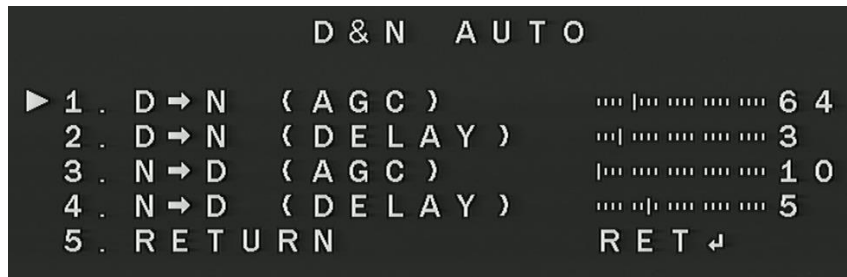 D&N AUTO
▶1. D➡N (AGC) 64
2. D➡N (DELAY) 3
3. N➡D (AGC) 10
4. N➡D (DELAY) 5
5. RETURN RET↲